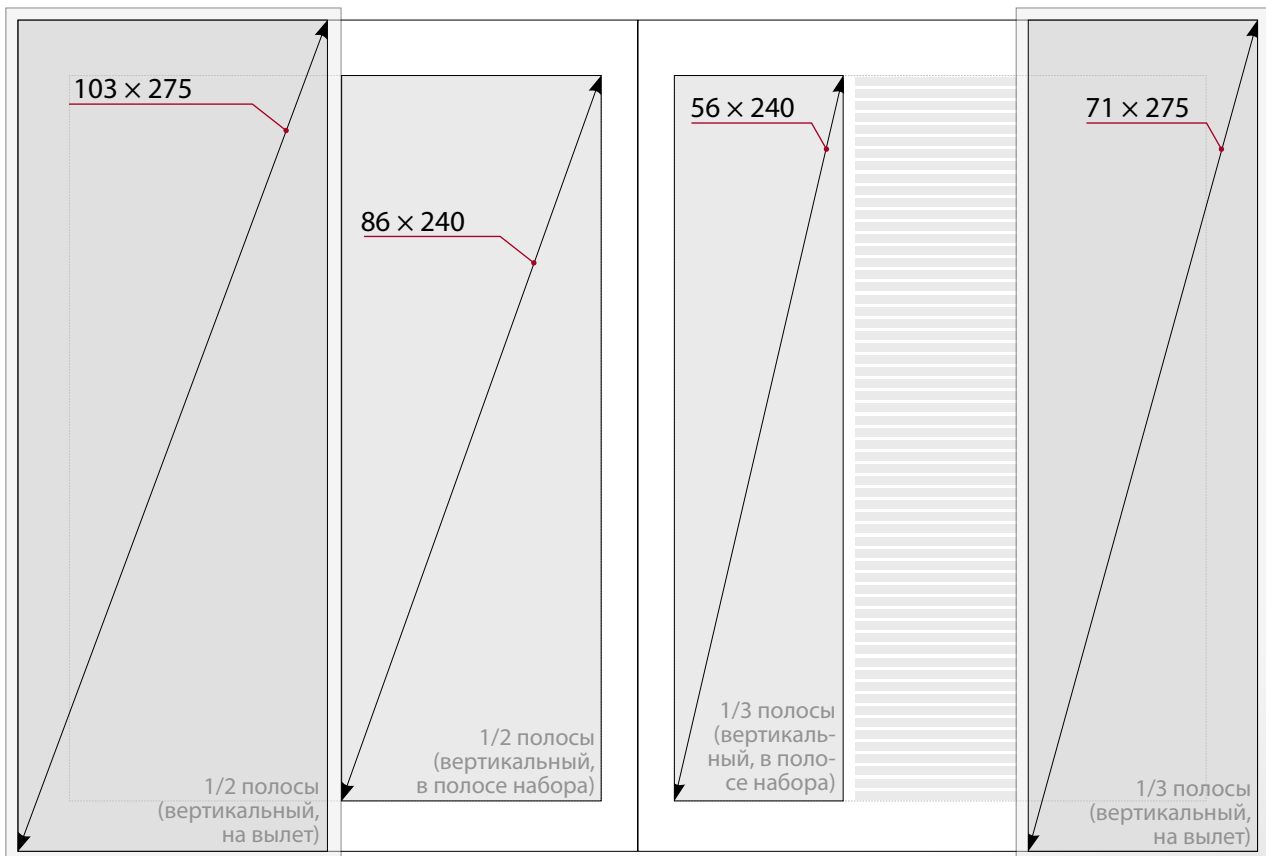 103 × 275
1/2 полосы
(вертикальный,
на вылет)
86 × 240
1/2 полосы
(вертикальный,
в полосе набора)
56 × 240
1/3 полосы
(вертикаль-
ный, в поло-
се набора)
71 × 275
1/3 полосы
(вертикальный,
на вылет)